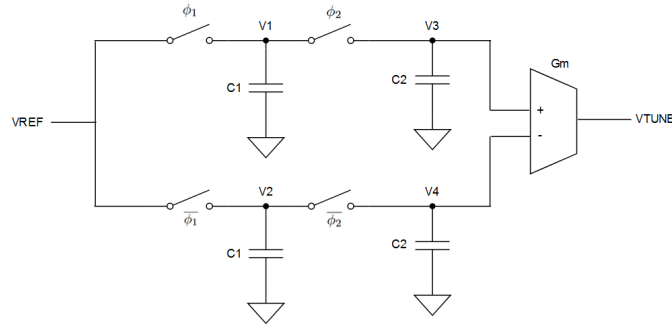 ϕ1 V1 ϕ2 V3
Gm
C1 C2
+
VREF VTUNE
-
V2 V4
ϕ1̅ ϕ2̅
C1 C2